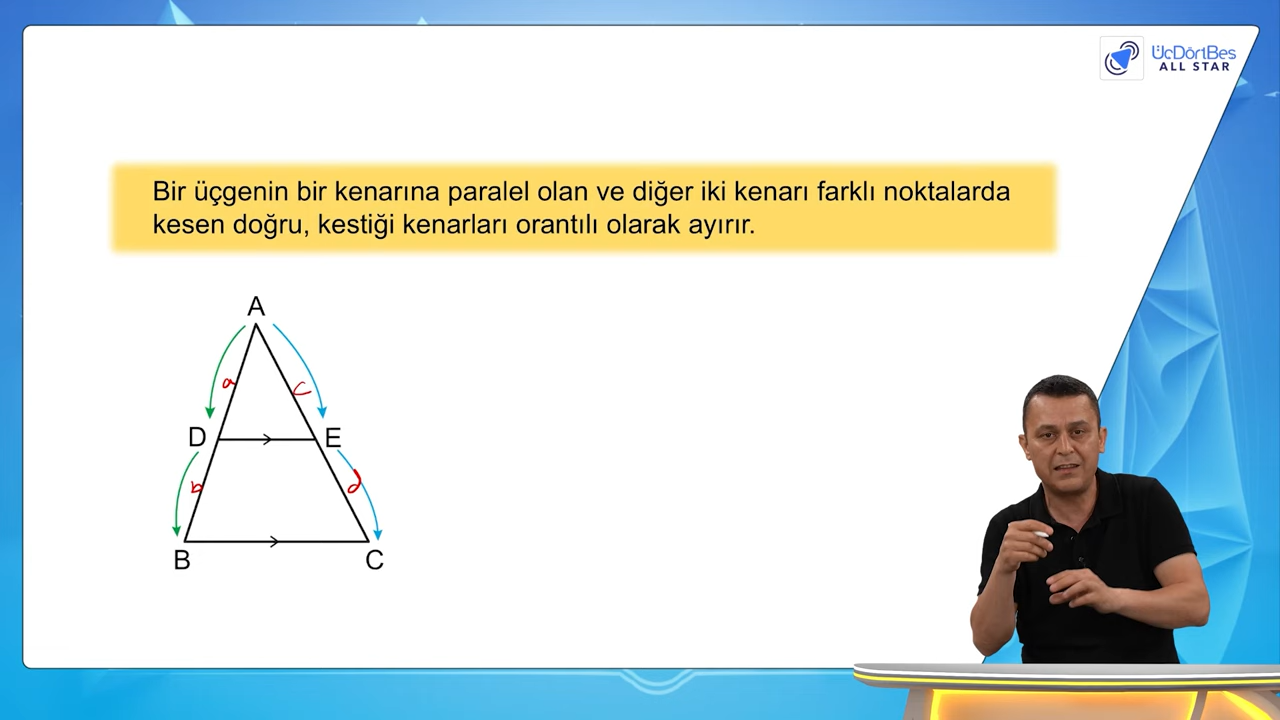 ÜçDörtBeş
ALL STAR
Bir üçgenin bir kenarına paralel olan ve diğer iki kenarı farklı noktalarda
kesen doğru, kestiği kenarları orantılı olarak ayırır.
A
a
c
D
E
b
d
B
C